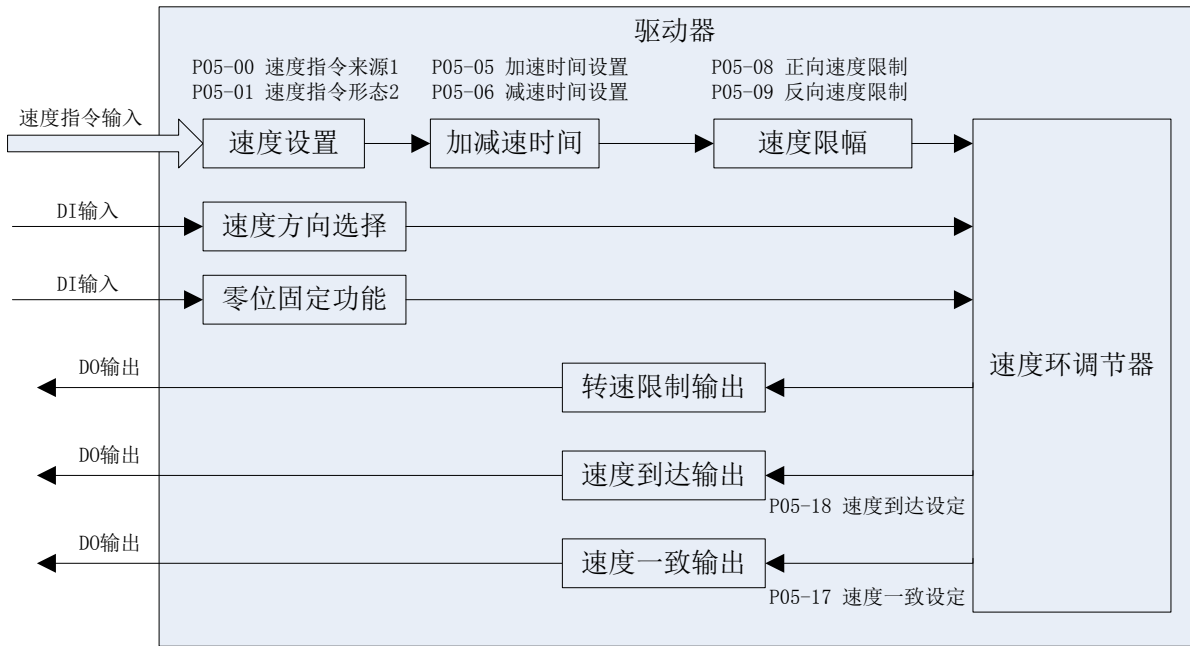 驱动器
P05-00 速度指令来源1
P05-01 速度指令形态2
P05-05 加速时间设置
P05-06 减速时间设置
P05-08 正向速度限制
P05-09 反向速度限制
速度指令输入
速度设置
加减速时间
速度限幅
DI输入
速度方向选择
DI输入
零位固定功能
速度环调节器
DO输出
转速限制输出
DO输出
速度到达输出
P05-18 速度到达设定
DO输出
速度一致输出
P05-17 速度一致设定